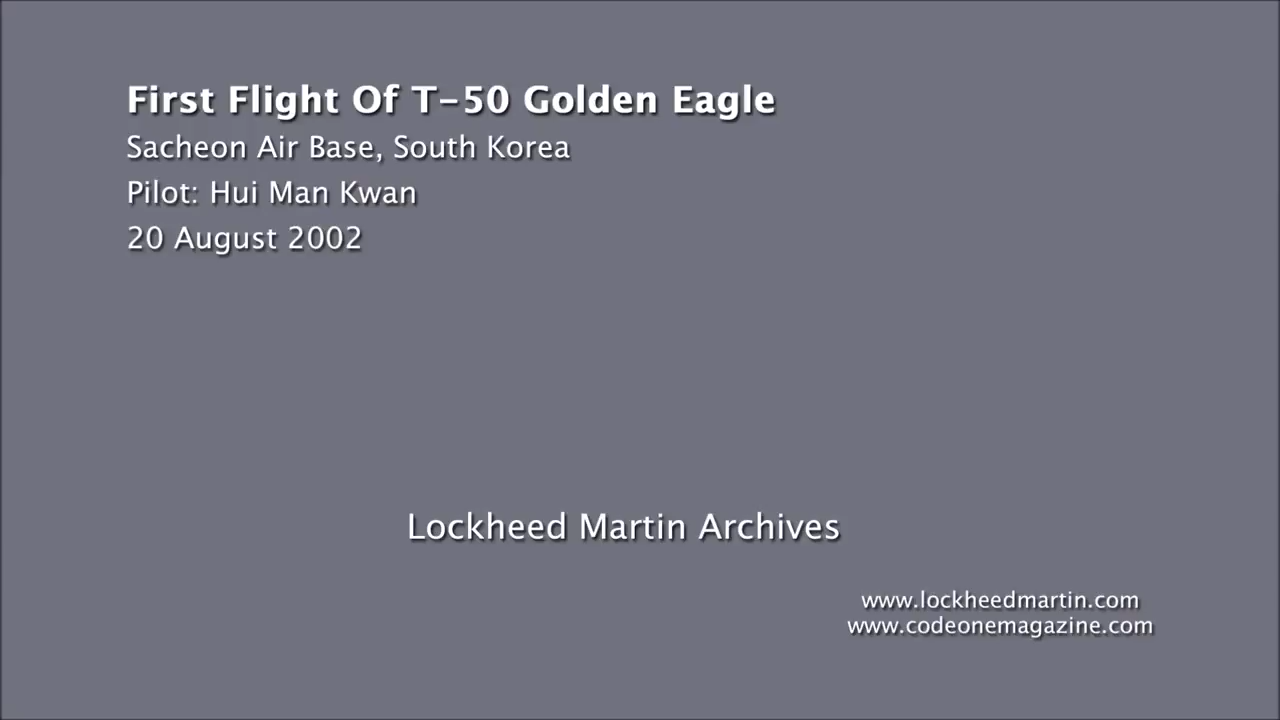 First Flight Of T-50 Golden Eagle
Sacheon Air Base, South Korea
Pilot: Hui Man Kwan
20 August 2002
Lockheed Martin Archives
www.lockheedmartin.com
www.codeonemagazine.com